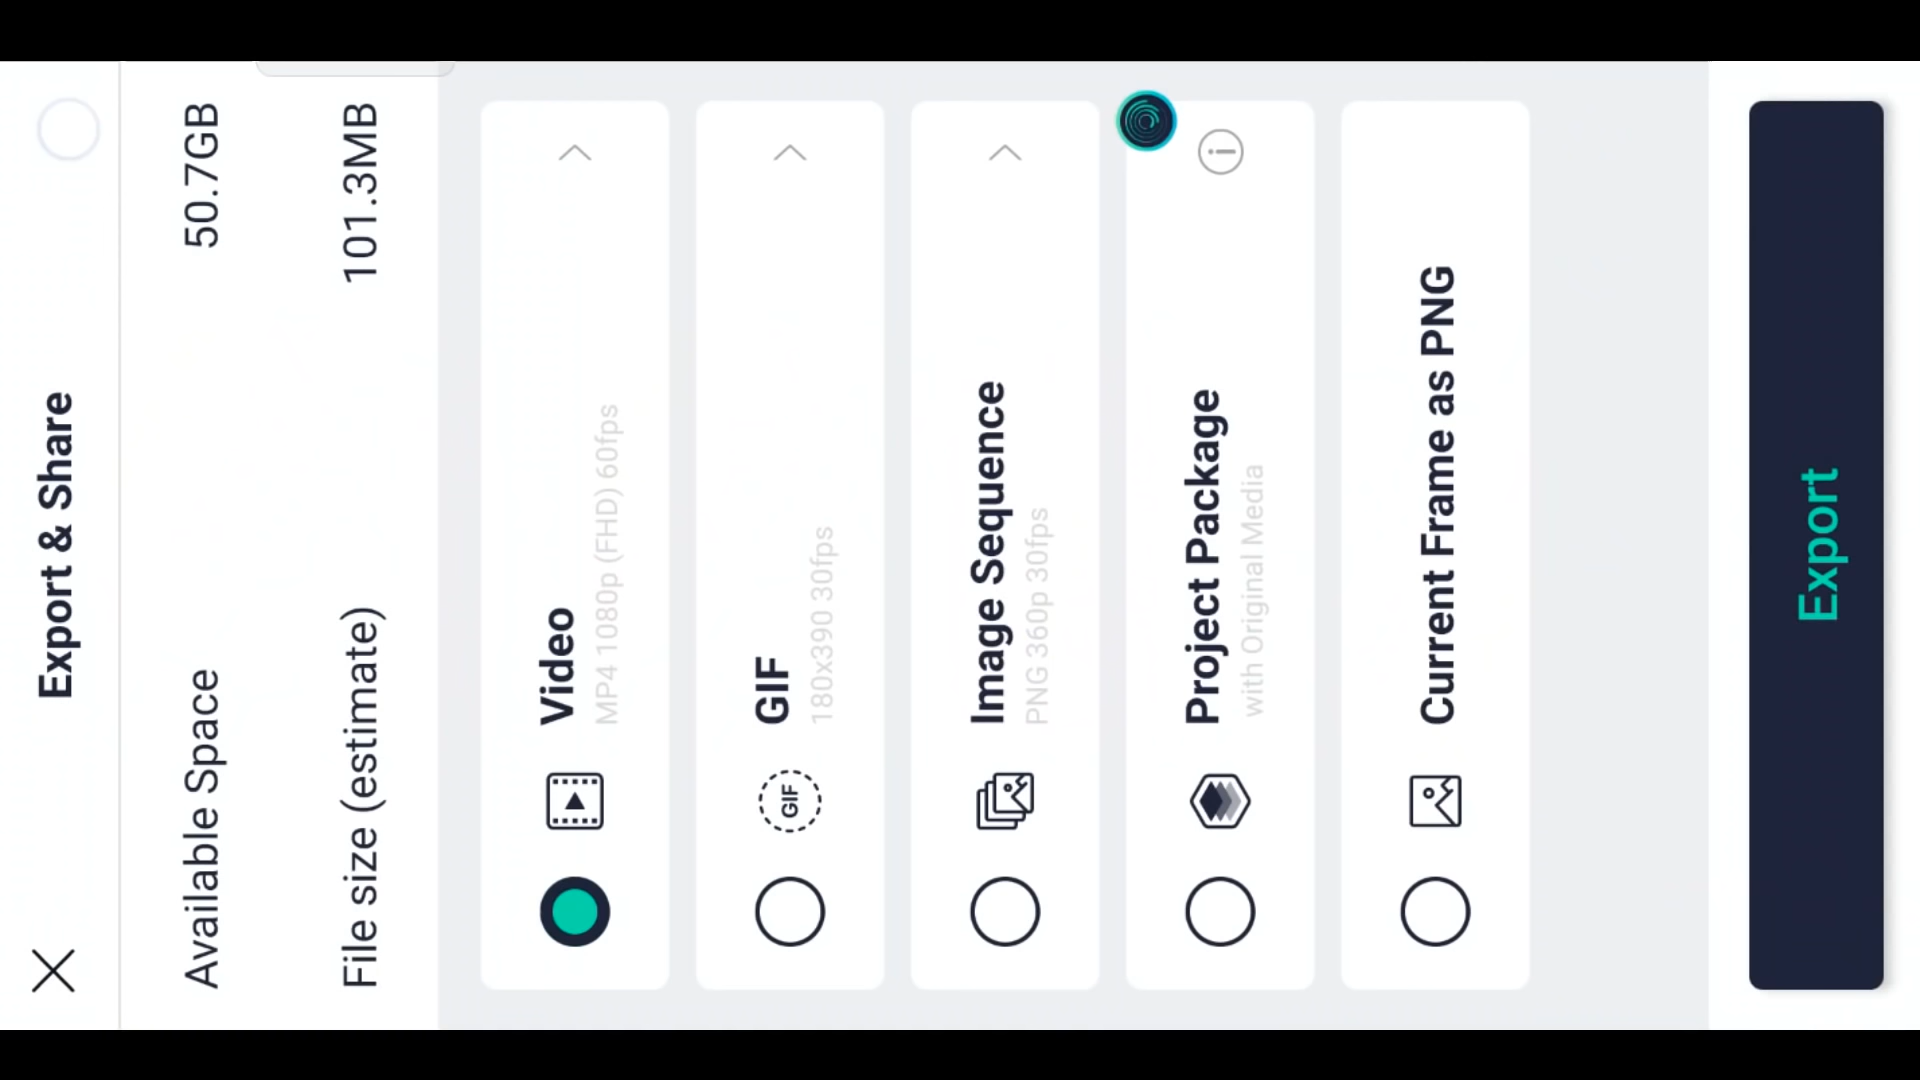 Export & Share
Available Space 50.7GB
File size (estimate) 101.3MB
Video
MP4 1080p (FHD) 60fps
GIF
GIF
180x390 30fps
Image Sequence
PNG 360p 30fps
Project Package
with Original Media
Current Frame as PNG
Export